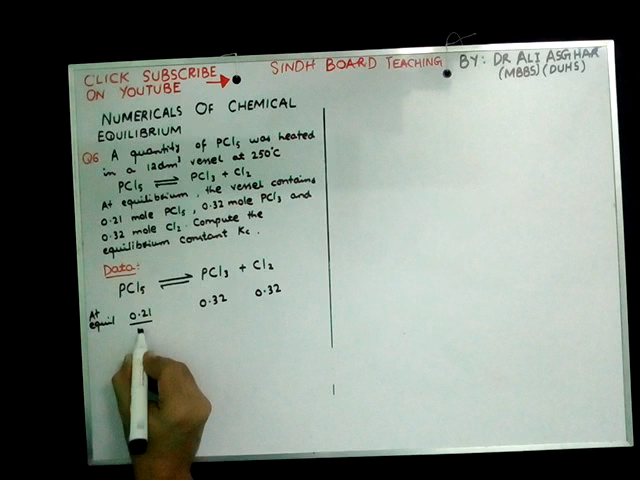 CLICK SUBSCRIBE
ON YOUTUBE
SINDH BOARD TEACHING
BY: DR ALI ASGHAR
(MBBS) (DUHS)
NUMERICALS OF CHEMICAL
EQUILIBRIUM
Q6 A quantity of PCl5 was heated
in a 12dm³ vessel at 250°C
PCl5 ⇌ PCl3 + Cl2
At equilibrium, the vessel contains
0.21 mole PCl5, 0.32 mole PCl3 and
0.32 mole Cl2. Compute the
equilibrium constant Kc.
Data:
PCl5 ⇌ PCl3 + Cl2
At equil 0.21 0.32 0.32